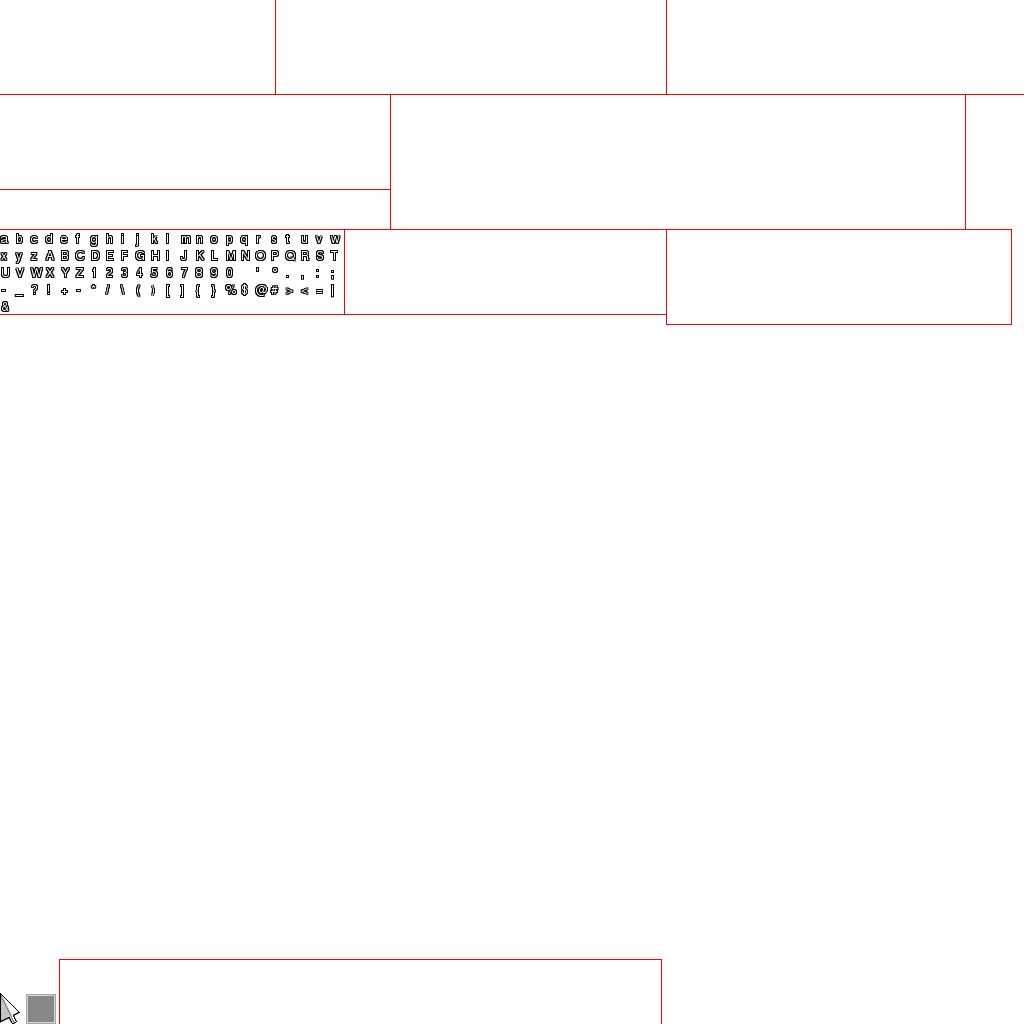 a b c d e f g h i j k l m n o p q r s t u v w
x y z A B C D E F G H I J K L M N O P Q R S T
U V W X Y Z 1 2 3 4 5 6 7 8 9 0 ' ° . , : ;
- _ ? ! + - * / \ ( ) [ ] { } % $ @ # > < = |
&